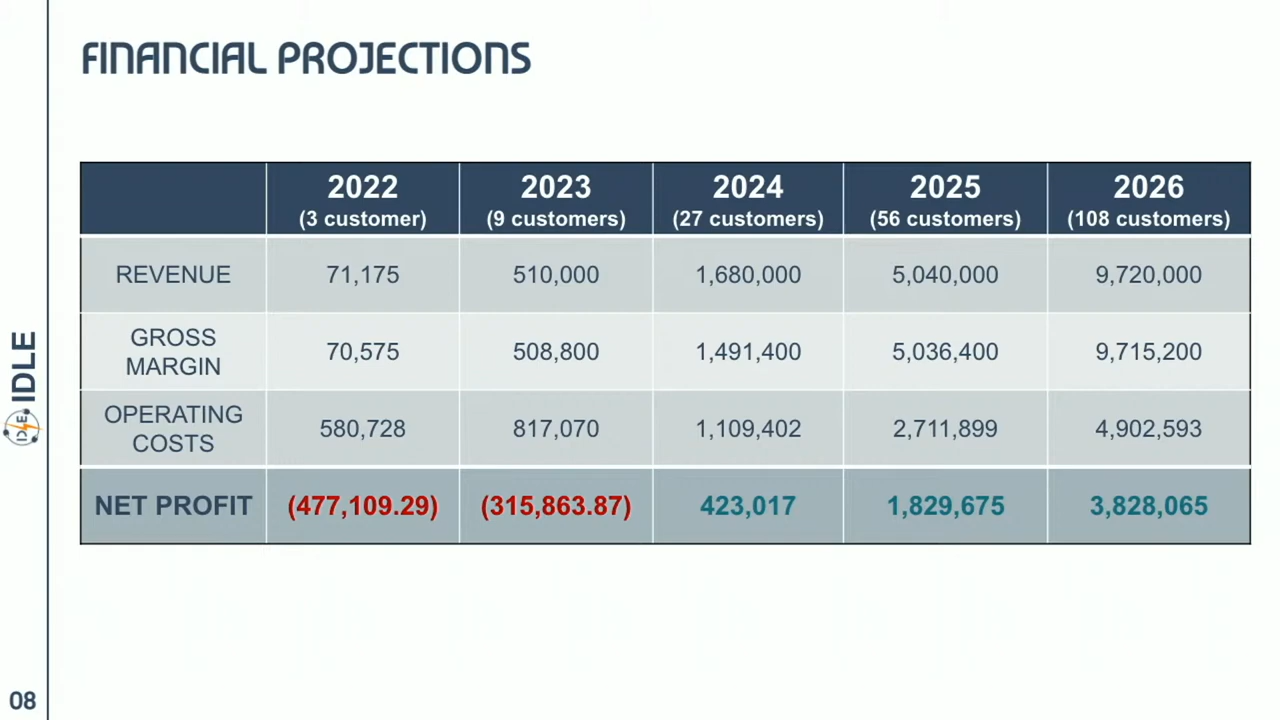 FINANCIAL PROJECTIONS
2022
(3 customer)
2023
(9 customers)
2024
(27 customers)
2025
(56 customers)
2026
(108 customers)
REVENUE 71,175 510,000 1,680,000 5,040,000 9,720,000
GROSS
MARGIN
70,575 508,800 1,491,400 5,036,400 9,715,200
OPERATING
COSTS
580,728 817,070 1,109,402 2,711,899 4,902,593
NET PROFIT (477,109.29) (315,863.87) 423,017 1,829,675 3,828,065
IDLE
IDLE
08